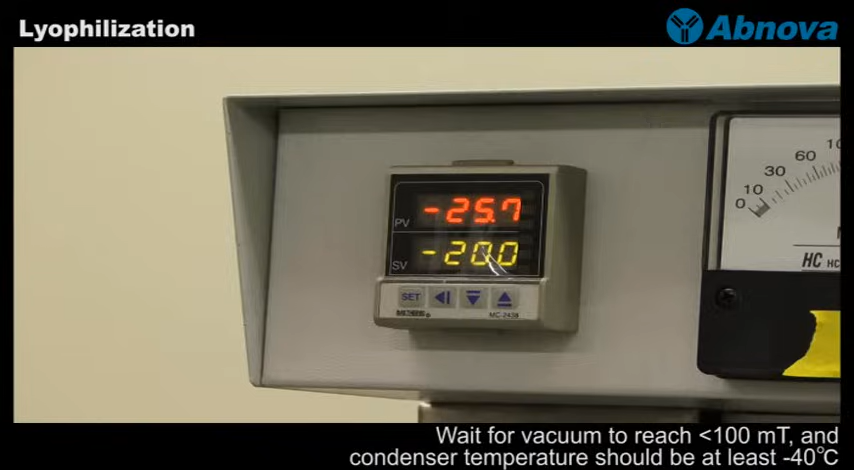 Lyophilization
Abnova
PV -25.7
SV -20.0
SET
MC-2438
0 10 30 60
HC HC
Wait for vacuum to reach <100 mT, and
condenser temperature should be at least -40℃